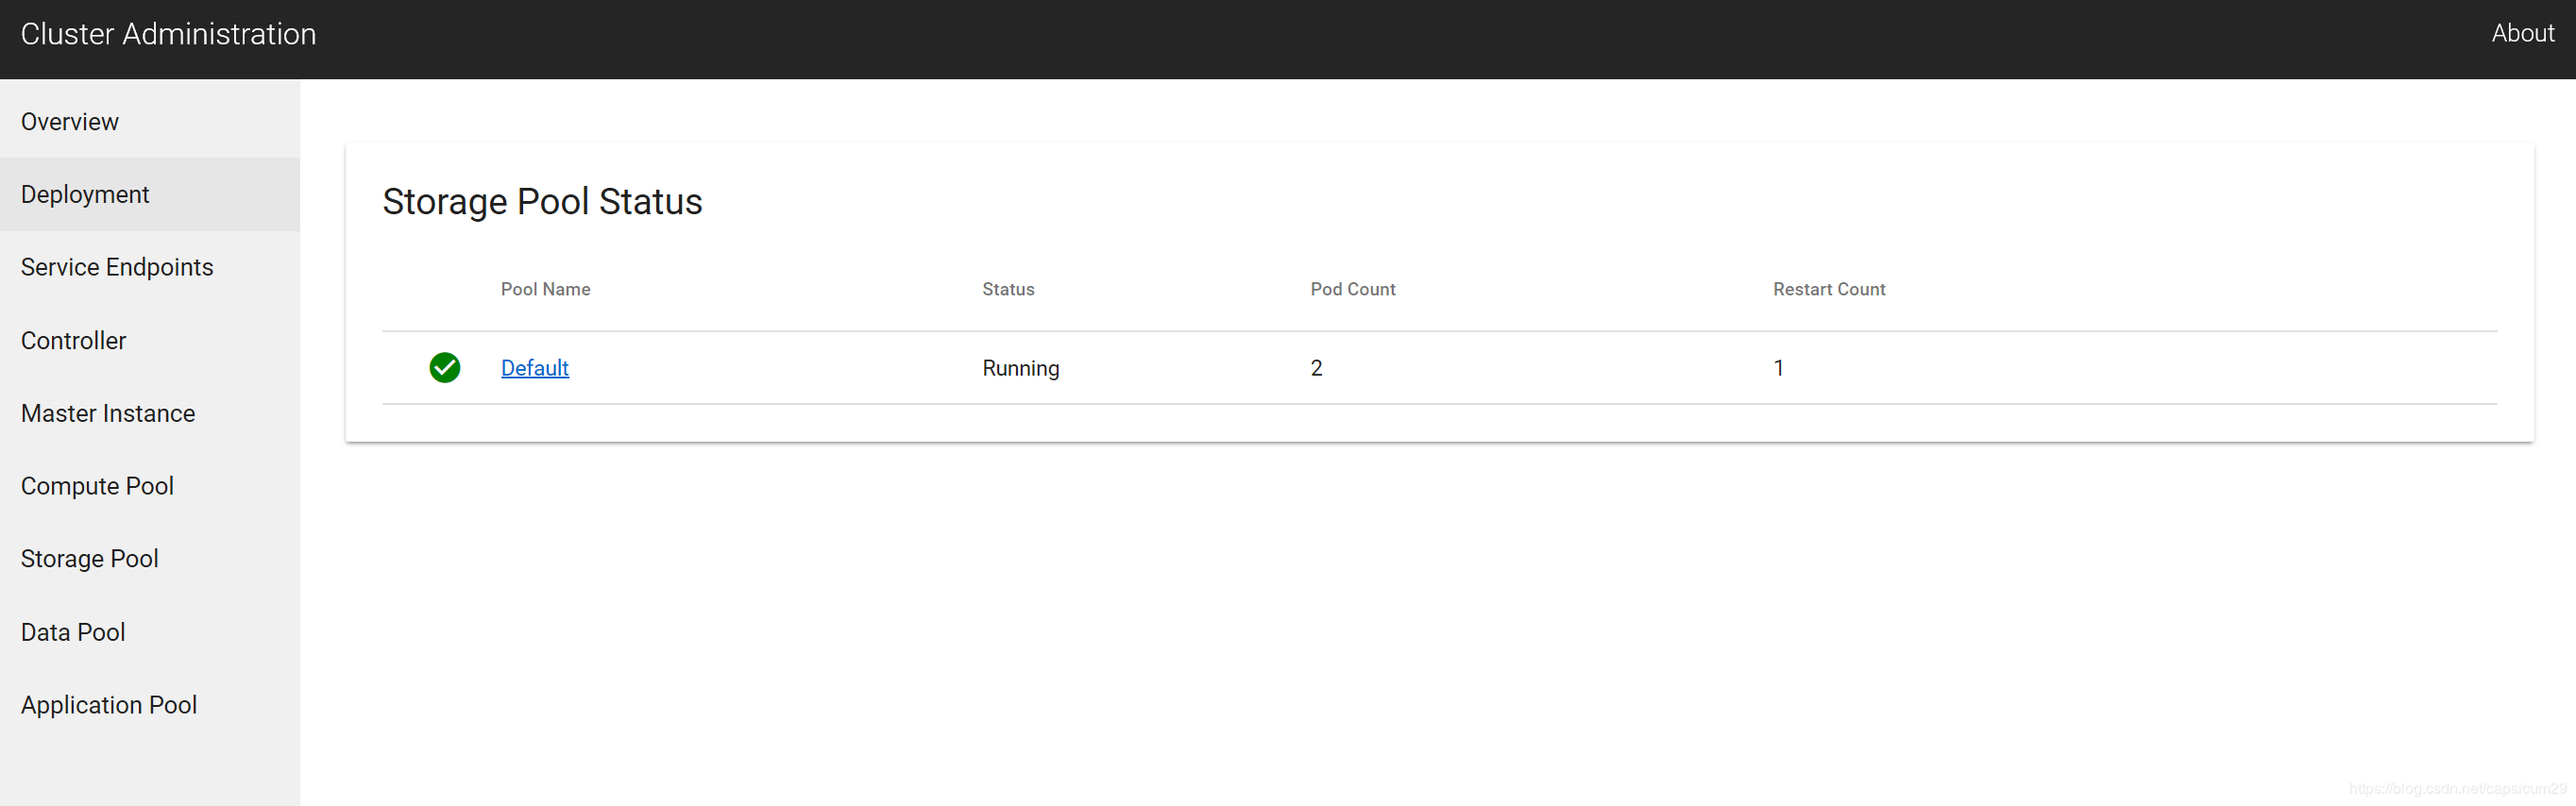 Cluster Administration
About
Overview
Deployment
Service Endpoints
Controller
Master Instance
Compute Pool
Storage Pool
Data Pool
Application Pool
Storage Pool Status
Pool Name Status Pod Count Restart Count
Default Running 2 1
https://blog.csdn.net/capsicum29